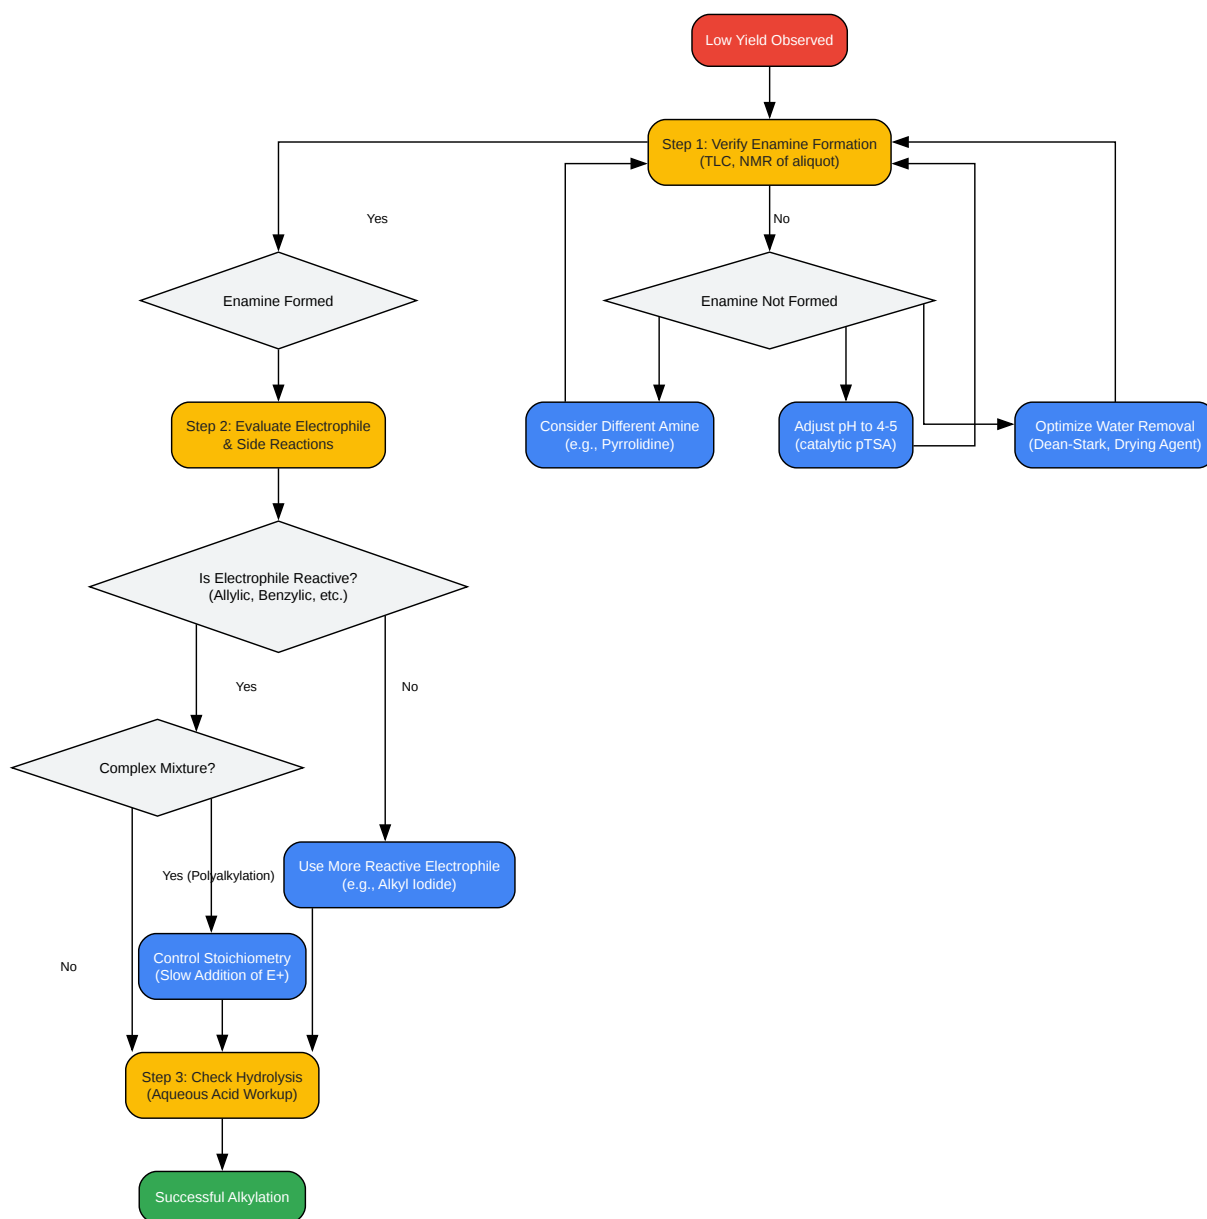 Low Yield Observed
Step 1: Verify Enamine Formation
(TLC, NMR of aliquot)
Yes
No
Enamine Formed
Enamine Not Formed
Step 2: Evaluate Electrophile
& Side Reactions
Consider Different Amine
(e.g., Pyrrolidine)
Adjust pH to 4-5
(catalytic pTSA)
Optimize Water Removal
(Dean-Stark, Drying Agent)
Is Electrophile Reactive?
(Allylic, Benzylic, etc.)
Yes
No
Complex Mixture?
Use More Reactive Electrophile
(e.g., Alkyl Iodide)
Yes (Polyalkylation)
No
Control Stoichiometry
(Slow Addition of E+)
Step 3: Check Hydrolysis
(Aqueous Acid Workup)
Successful Alkylation